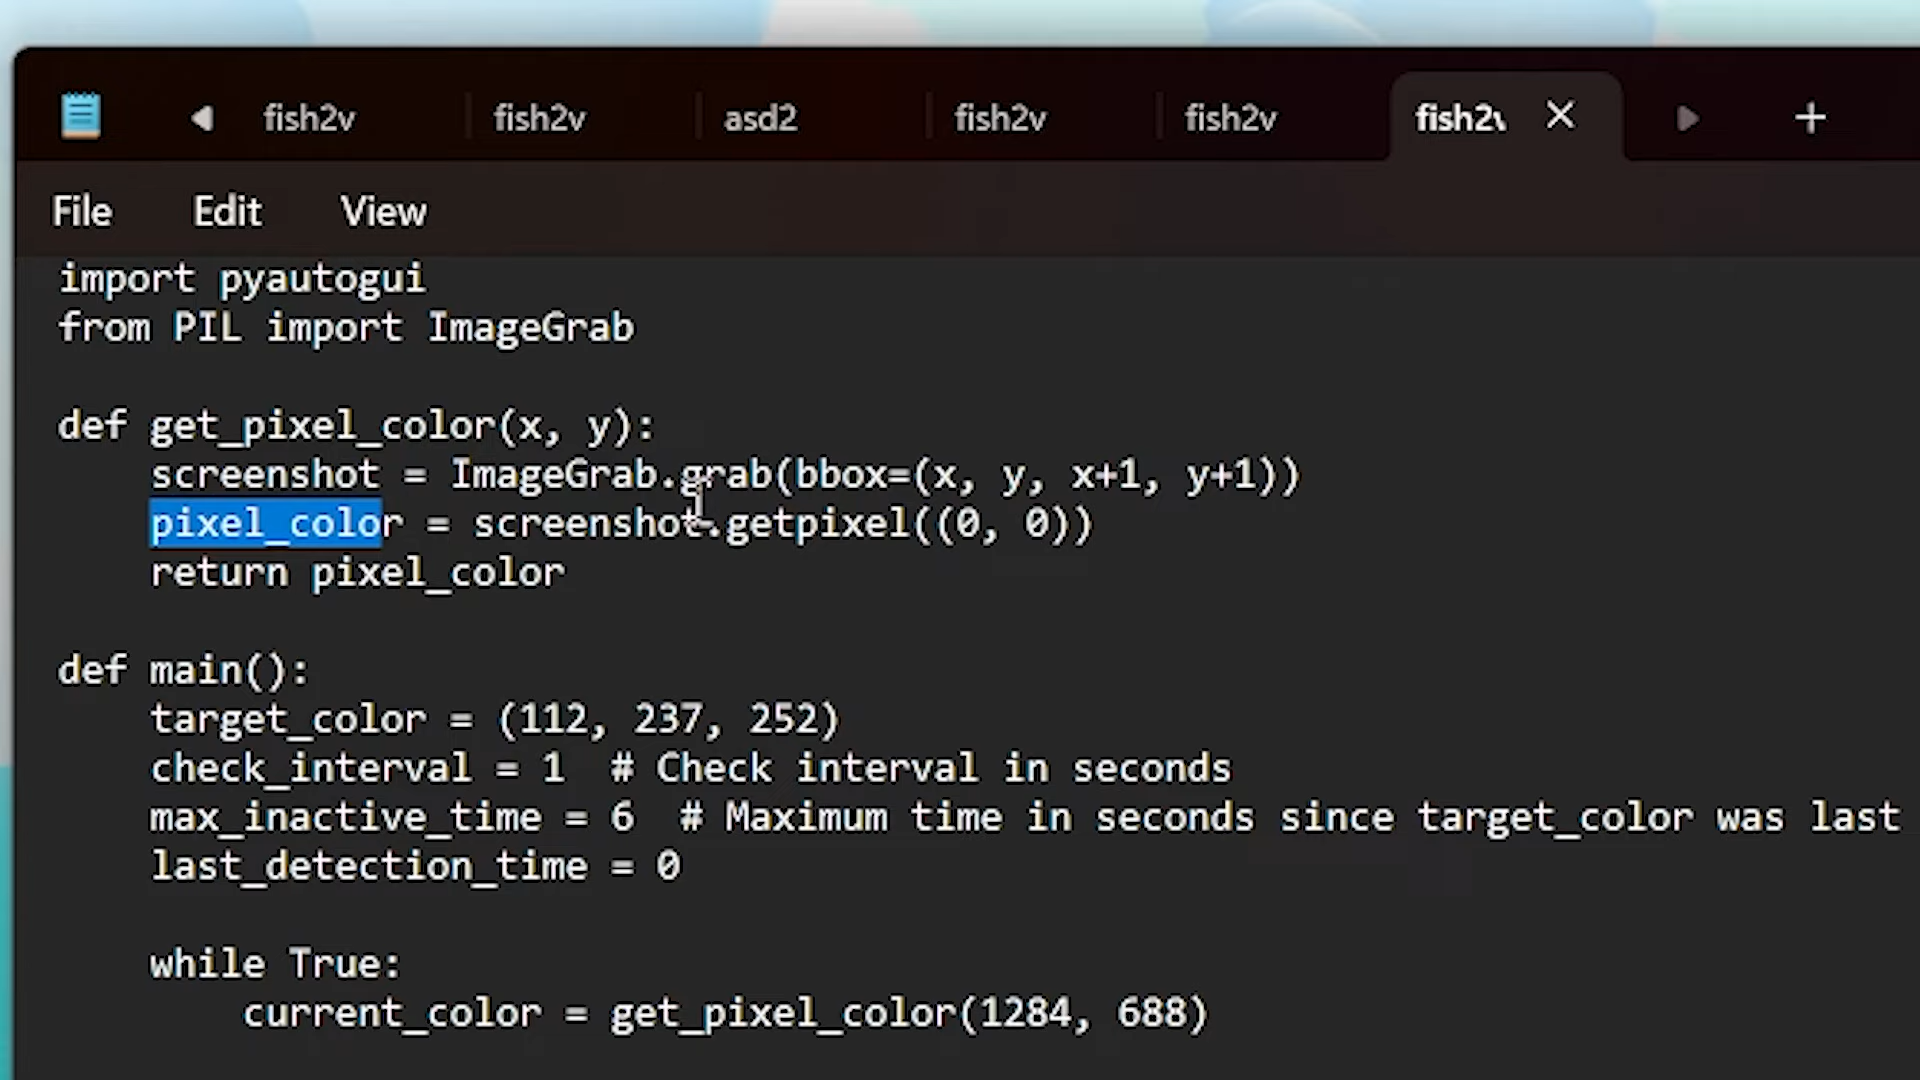 fish2v fish2v asd2 fish2v fish2v fish2v
File Edit View
import pyautogui
from PIL import ImageGrab
def get_pixel_color(x, y):
screenshot = ImageGrab.grab(bbox=(x, y, x+1, y+1))
pixel_color = screenshot.getpixel((0, 0))
return pixel_color
def main():
target_color = (112, 237, 252)
check_interval = 1 # Check interval in seconds
max_inactive_time = 6 # Maximum time in seconds since target_color was last
last_detection_time = 0
while True:
current_color = get_pixel_color(1284, 688)